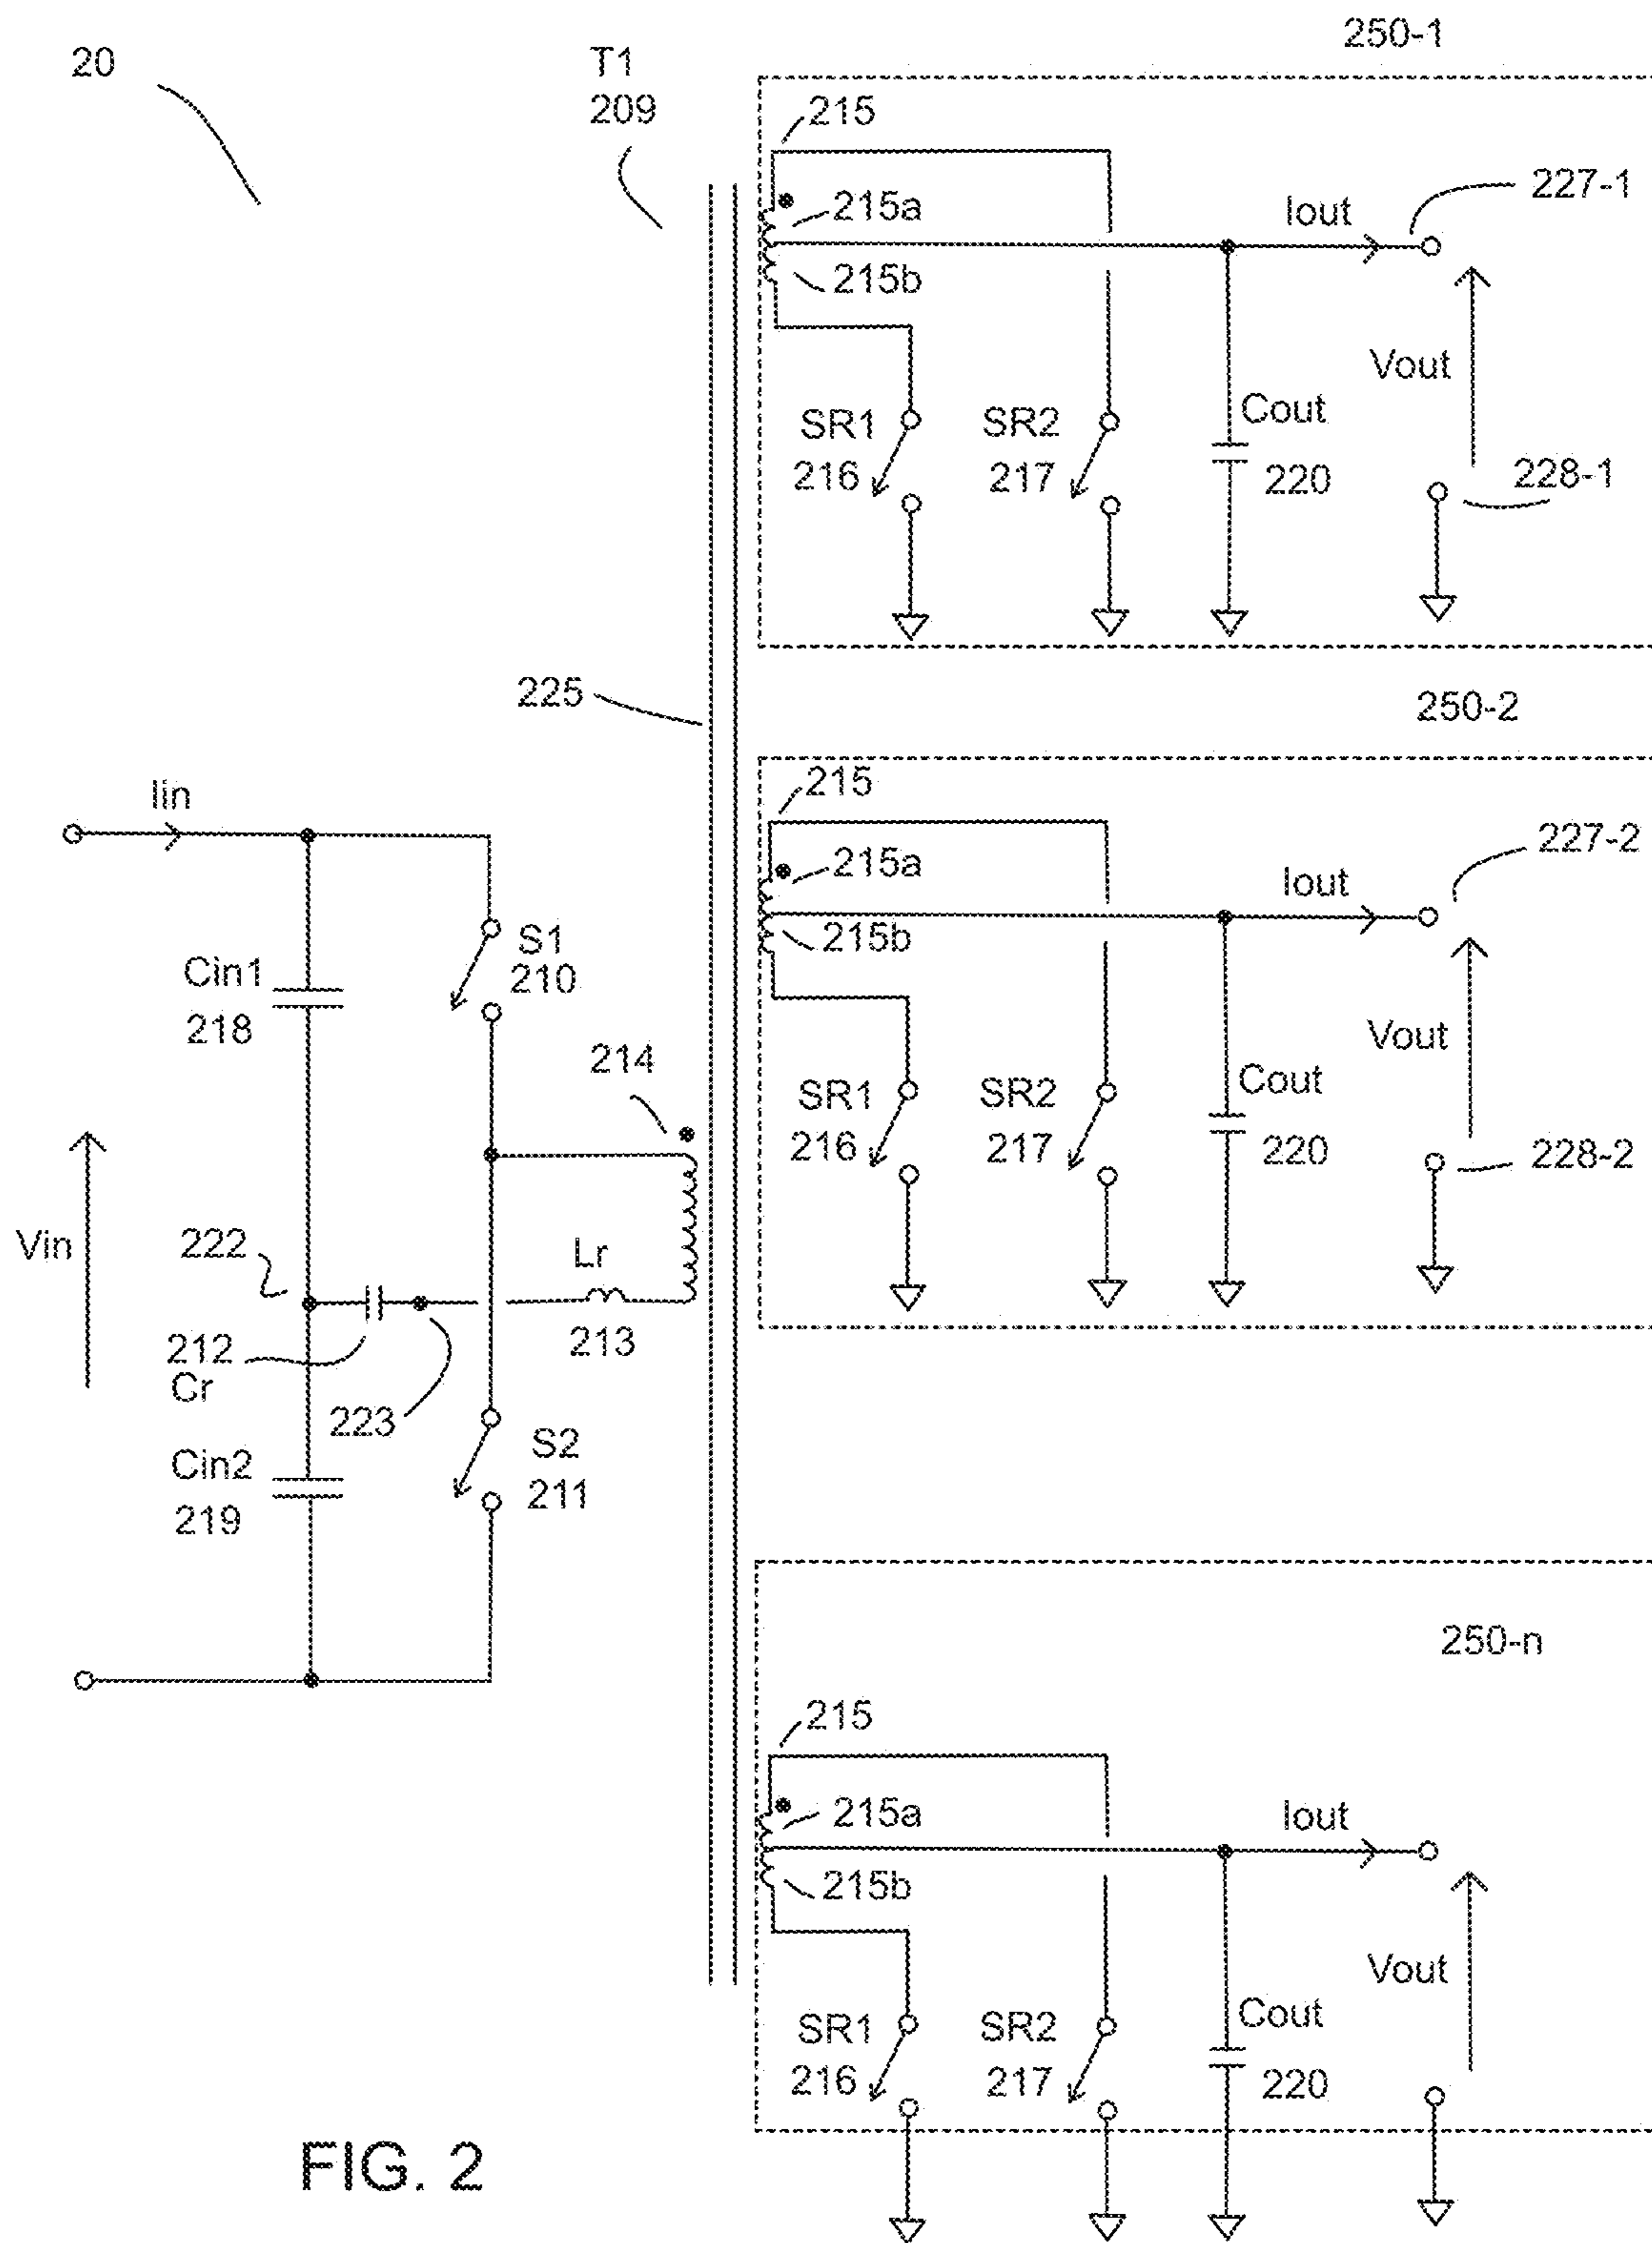 20
T1
209
250-1
215
215a
215b
Iout
227-1
SR1
216
SR2
217
Cout
220
Vout
228-1
225
250-2
215
215a
215b
Iout
227-2
SR1
216
SR2
217
Cout
220
Vout
228-2
Iin
Cin1
218
S1
210
214
Vin
222
Lr
213
212
Cr
223
Cin2
219
S2
211
250-n
215
215a
215b
Iout
SR1
216
SR2
217
Cout
220
Vout
FIG. 2